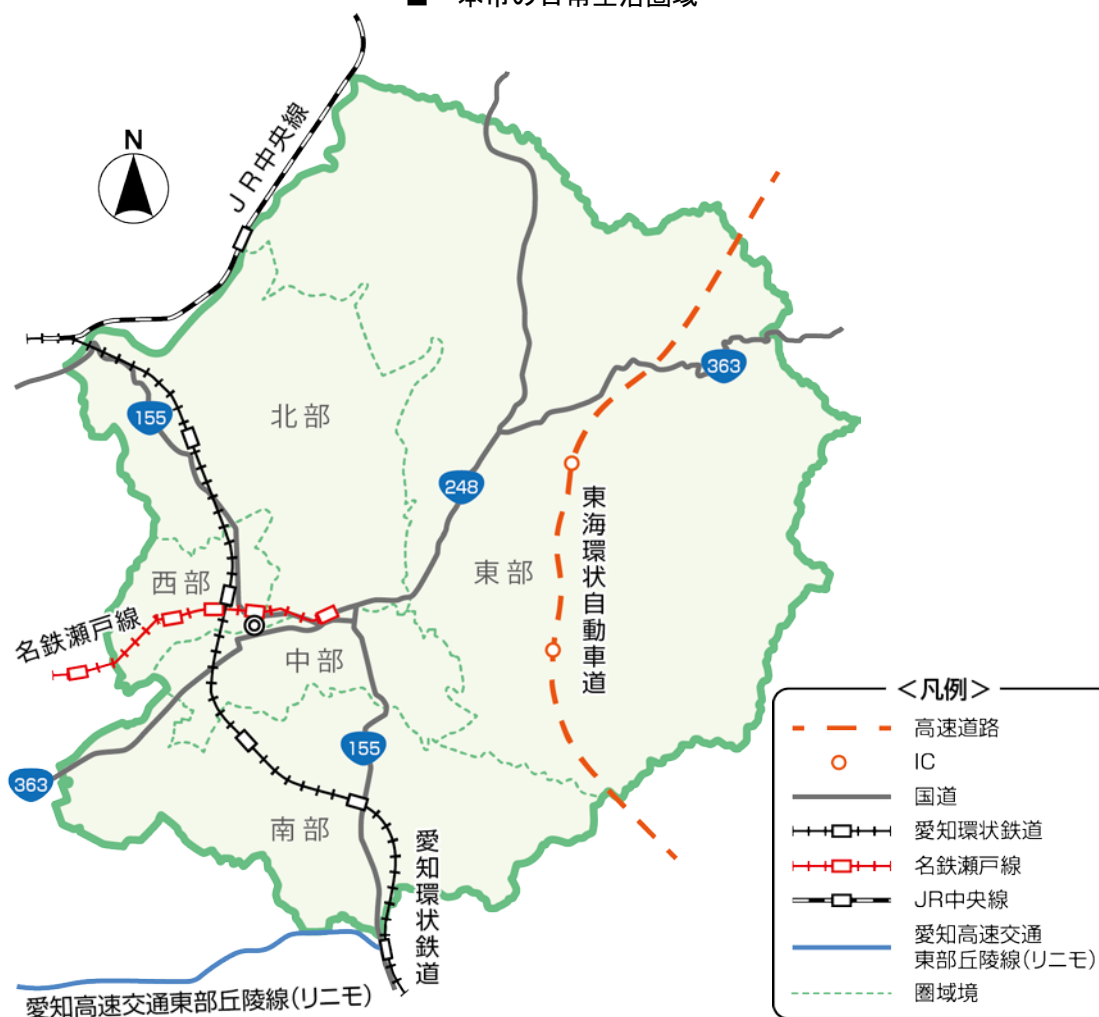 ■ 本市の日常生活圏域
N
JR中央線
北部
155
363
248
東海環状自動車道
東部
西部
名鉄瀬戸線
中部
155
363
南部
愛知環状鉄道
愛知高速交通東部丘陵線(リニモ)
<凡例>
高速道路
IC
国道
愛知環状鉄道
名鉄瀬戸線
JR中央線
愛知高速交通
東部丘陵線(リニモ)
圏域境